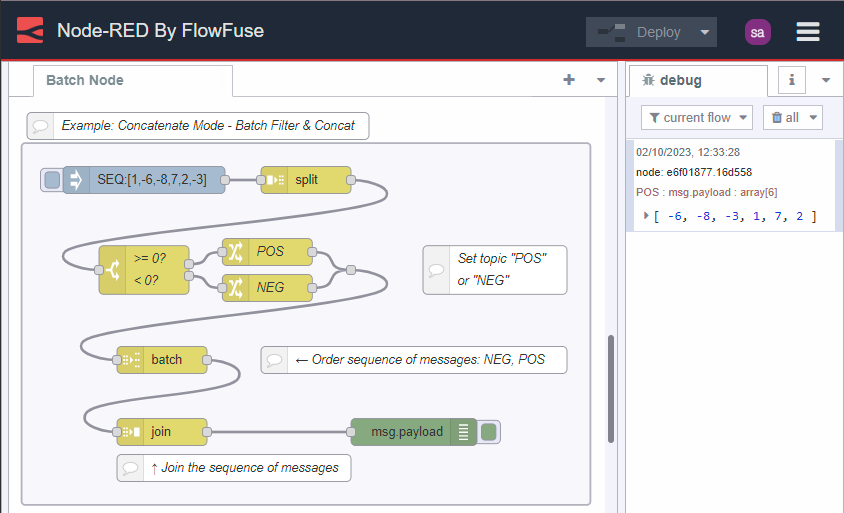 Node-RED By FlowFuse
Deploy
sa
Batch Node
debug
i
Example: Concatenate Mode - Batch Filter & Concat
current flow
all
SEQ:[1,-6,-8,7,2,-3]
split
02/10/2023, 12:33:28
node: e6f01877.16d558
POS : msg.payload : array[6]
[ -6, -8, -3, 1, 7, 2 ]
>= 0?
< 0?
POS
NEG
Set topic "POS"
or "NEG"
batch
← Order sequence of messages: NEG, POS
join
msg.payload
↑ Join the sequence of messages